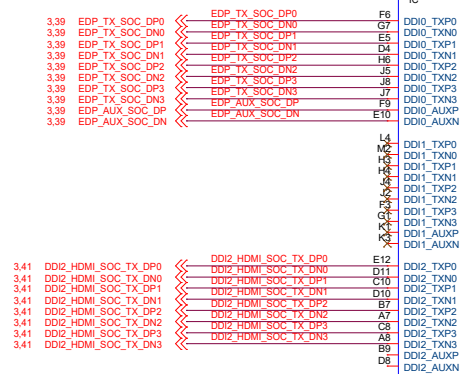 IC
3,39 EDP_TX_SOC_DP0 EDP_TX_SOC_DP0 F6 DDI0_TXP0
3,39 EDP_TX_SOC_DN0 EDP_TX_SOC_DN0 G7 DDI0_TXN0
3,39 EDP_TX_SOC_DP1 EDP_TX_SOC_DP1 E5 DDI0_TXP1
3,39 EDP_TX_SOC_DN1 EDP_TX_SOC_DN1 D4 DDI0_TXN1
3,39 EDP_TX_SOC_DP2 EDP_TX_SOC_DP2 H6 DDI0_TXP2
3,39 EDP_TX_SOC_DN2 EDP_TX_SOC_DN2 J5 DDI0_TXN2
3,39 EDP_TX_SOC_DP3 EDP_TX_SOC_DP3 J8 DDI0_TXP3
3,39 EDP_TX_SOC_DN3 EDP_TX_SOC_DN3 J7 DDI0_TXN3
3,39 EDP_AUX_SOC_DP EDP_AUX_SOC_DP F9 DDI0_AUXP
3,39 EDP_AUX_SOC_DN EDP_AUX_SOC_DN E10 DDI0_AUXN
L4 DDI1_TXP0
M2 DDI1_TXN0
H3 DDI1_TXP1
H4 DDI1_TXN1
J4 DDI1_TXP2
J2 DDI1_TXN2
F3 DDI1_TXP3
G1 DDI1_TXN3
K1 DDI1_AUXP
K3 DDI1_AUXN
3,41 DDI2_HDMI_SOC_TX_DP0 DDI2_HDMI_SOC_TX_DP0 E12 DDI2_TXP0
3,41 DDI2_HDMI_SOC_TX_DN0 DDI2_HDMI_SOC_TX_DN0 D11 DDI2_TXN0
3,41 DDI2_HDMI_SOC_TX_DP1 DDI2_HDMI_SOC_TX_DP1 C10 DDI2_TXP1
3,41 DDI2_HDMI_SOC_TX_DN1 DDI2_HDMI_SOC_TX_DN1 D10 DDI2_TXN1
3,41 DDI2_HDMI_SOC_TX_DP2 DDI2_HDMI_SOC_TX_DP2 B7 DDI2_TXP2
3,41 DDI2_HDMI_SOC_TX_DN2 DDI2_HDMI_SOC_TX_DN2 A7 DDI2_TXN2
3,41 DDI2_HDMI_SOC_TX_DP3 DDI2_HDMI_SOC_TX_DP3 C8 DDI2_TXP3
3,41 DDI2_HDMI_SOC_TX_DN3 DDI2_HDMI_SOC_TX_DN3 A8 DDI2_TXN3
B9 DDI2_AUXP
D8 DDI2_AUXN